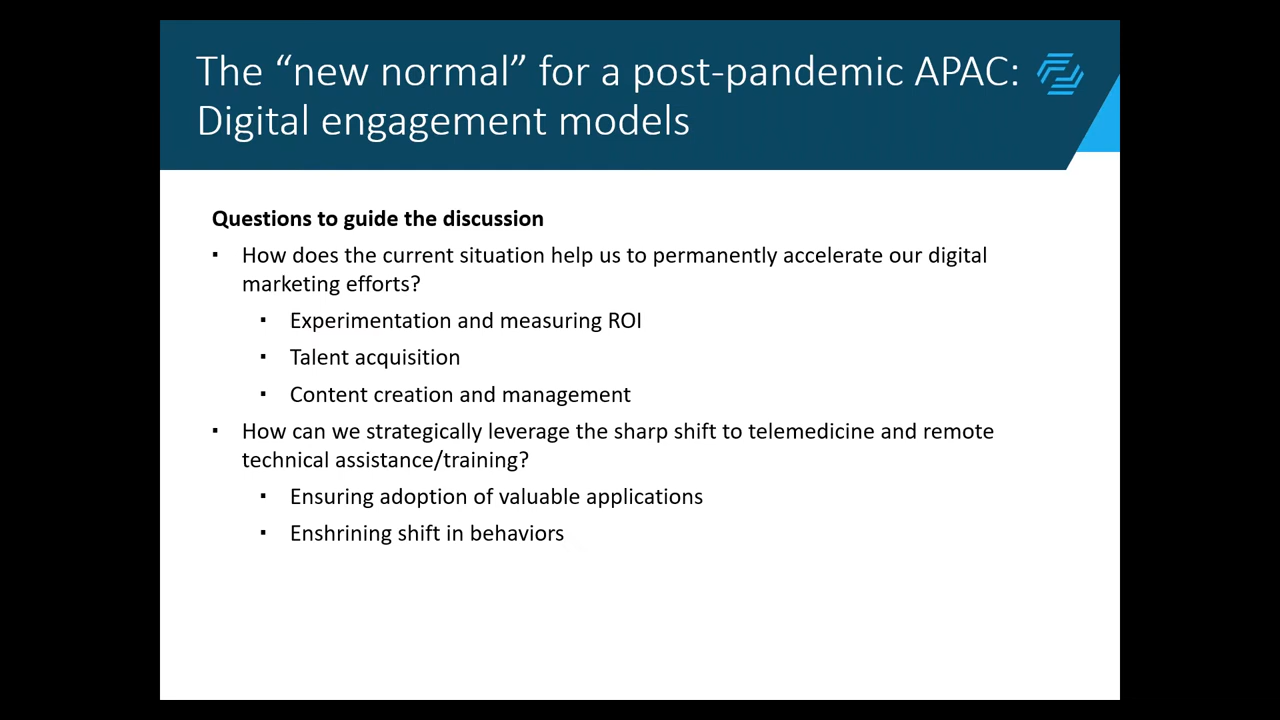 The “new normal” for a post-pandemic APAC:
Digital engagement models
Questions to guide the discussion
▪ How does the current situation help us to permanently accelerate our digital
marketing efforts?
▪ Experimentation and measuring ROI
▪ Talent acquisition
▪ Content creation and management
▪ How can we strategically leverage the sharp shift to telemedicine and remote
technical assistance/training?
▪ Ensuring adoption of valuable applications
▪ Enshrining shift in behaviors